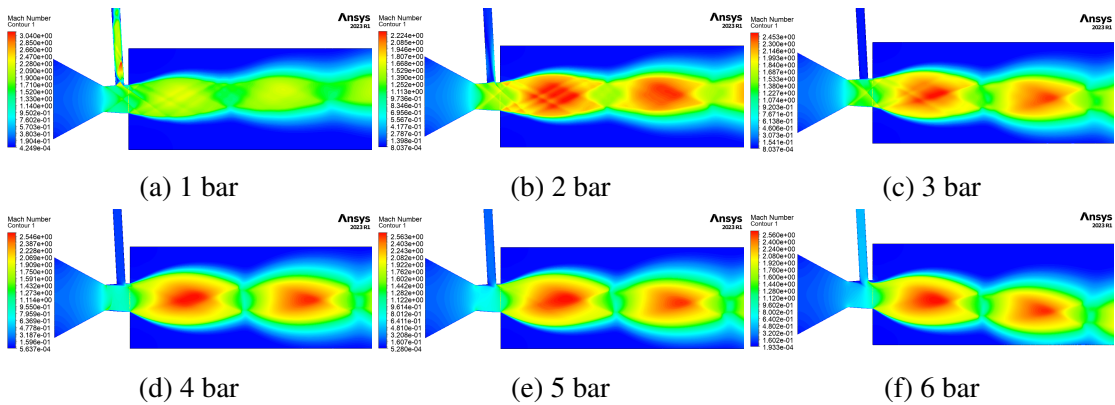 Mach Number
Contour 1
3.040e+00
2.850e+00
2.660e+00
2.470e+00
2.280e+00
2.090e+00
1.900e+00
1.710e+00
1.520e+00
1.330e+00
1.140e+00
9.502e-01
7.602e-01
5.703e-01
3.803e-01
1.904e-01
4.249e-04
Ansys
2023 R1
(a) 1 bar
Mach Number
Contour 1
2.224e+00
2.085e+00
1.946e+00
1.807e+00
1.668e+00
1.529e+00
1.390e+00
1.252e+00
1.113e+00
9.736e-01
8.346e-01
6.956e-01
5.567e-01
4.177e-01
2.787e-01
1.398e-01
8.037e-04
Ansys
2023 R1
(b) 2 bar
Mach Number
Contour 1
2.453e+00
2.300e+00
2.146e+00
1.993e+00
1.840e+00
1.687e+00
1.533e+00
1.380e+00
1.227e+00
1.074e+00
9.203e-01
7.671e-01
6.138e-01
4.606e-01
3.073e-01
1.541e-01
8.037e-04
Ansys
2023 R1
(c) 3 bar
Mach Number
Contour 1
2.546e+00
2.387e+00
2.228e+00
2.069e+00
1.909e+00
1.750e+00
1.591e+00
1.432e+00
1.273e+00
1.114e+00
9.550e-01
7.959e-01
6.369e-01
4.778e-01
3.187e-01
1.596e-01
5.637e-04
Ansys
2023 R1
(d) 4 bar
Mach Number
Contour 1
2.563e+00
2.403e+00
2.243e+00
2.082e+00
1.922e+00
1.762e+00
1.602e+00
1.442e+00
1.282e+00
1.122e+00
9.614e-01
8.012e-01
6.411e-01
4.810e-01
3.208e-01
1.607e-01
5.280e-04
Ansys
2023 R1
(e) 5 bar
Mach Number
Contour 1
2.560e+00
2.400e+00
2.240e+00
2.080e+00
1.920e+00
1.760e+00
1.600e+00
1.440e+00
1.280e+00
1.120e+00
9.602e-01
8.002e-01
6.402e-01
4.802e-01
3.202e-01
1.602e-01
1.933e-04
Ansys
2023 R1
(f) 6 bar